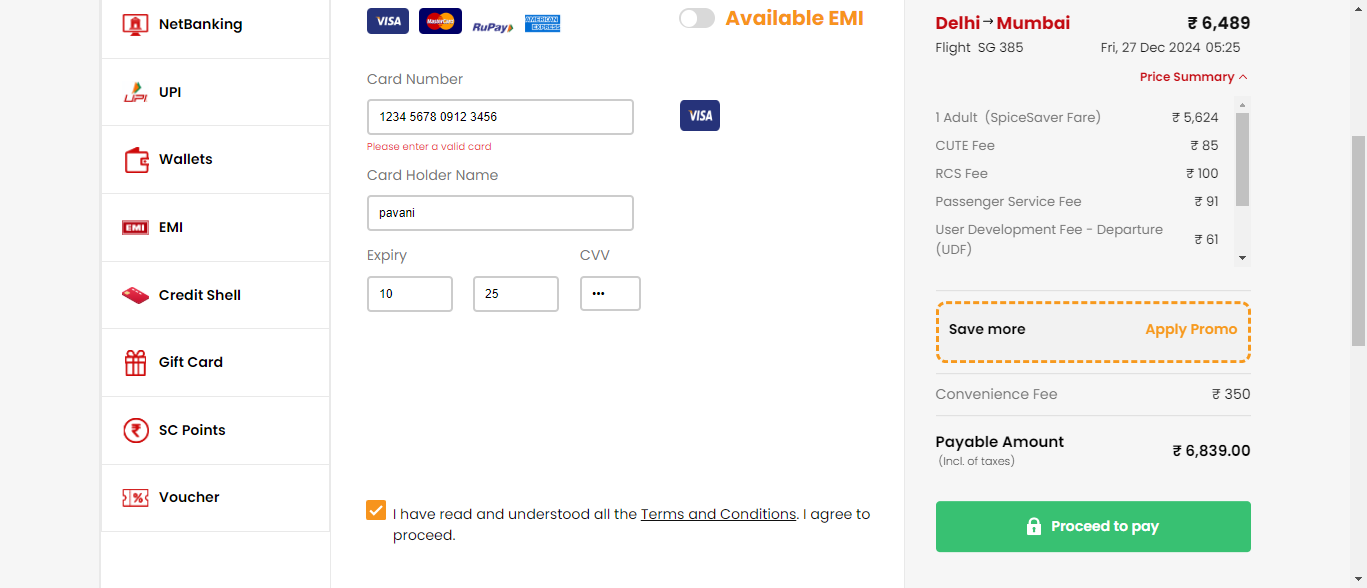 NetBanking
UPI
UPI
Wallets
EMI
EMI
Credit Shell
Gift Card
SC Points
Voucher
VISA MasterCard RuPay AMERICAN EXPRESS
Available EMI
Card Number
1234 5678 0912 3456
VISA
Please enter a valid card
Card Holder Name
pavani
Expiry CVV
10 25 •••
I have read and understood all the Terms and Conditions. I agree to
proceed.
Delhi→Mumbai ₹ 6,489
Flight SG 385 Fri, 27 Dec 2024 05:25
Price Summary
1 Adult (SpiceSaver Fare) ₹ 5,624
CUTE Fee ₹ 85
RCS Fee ₹ 100
Passenger Service Fee ₹ 91
User Development Fee - Departure
(UDF) ₹ 61
Save more Apply Promo
Convenience Fee ₹ 350
Payable Amount
(Incl. of taxes) ₹ 6,839.00
Proceed to pay